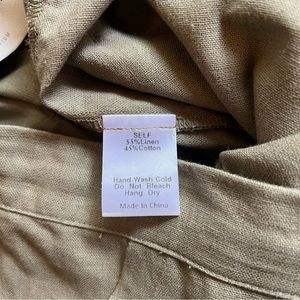 SELF
55%Linen
45%Cotton
Hand Wash Cold
Do Not Bleach
Hang Dry
Made In China